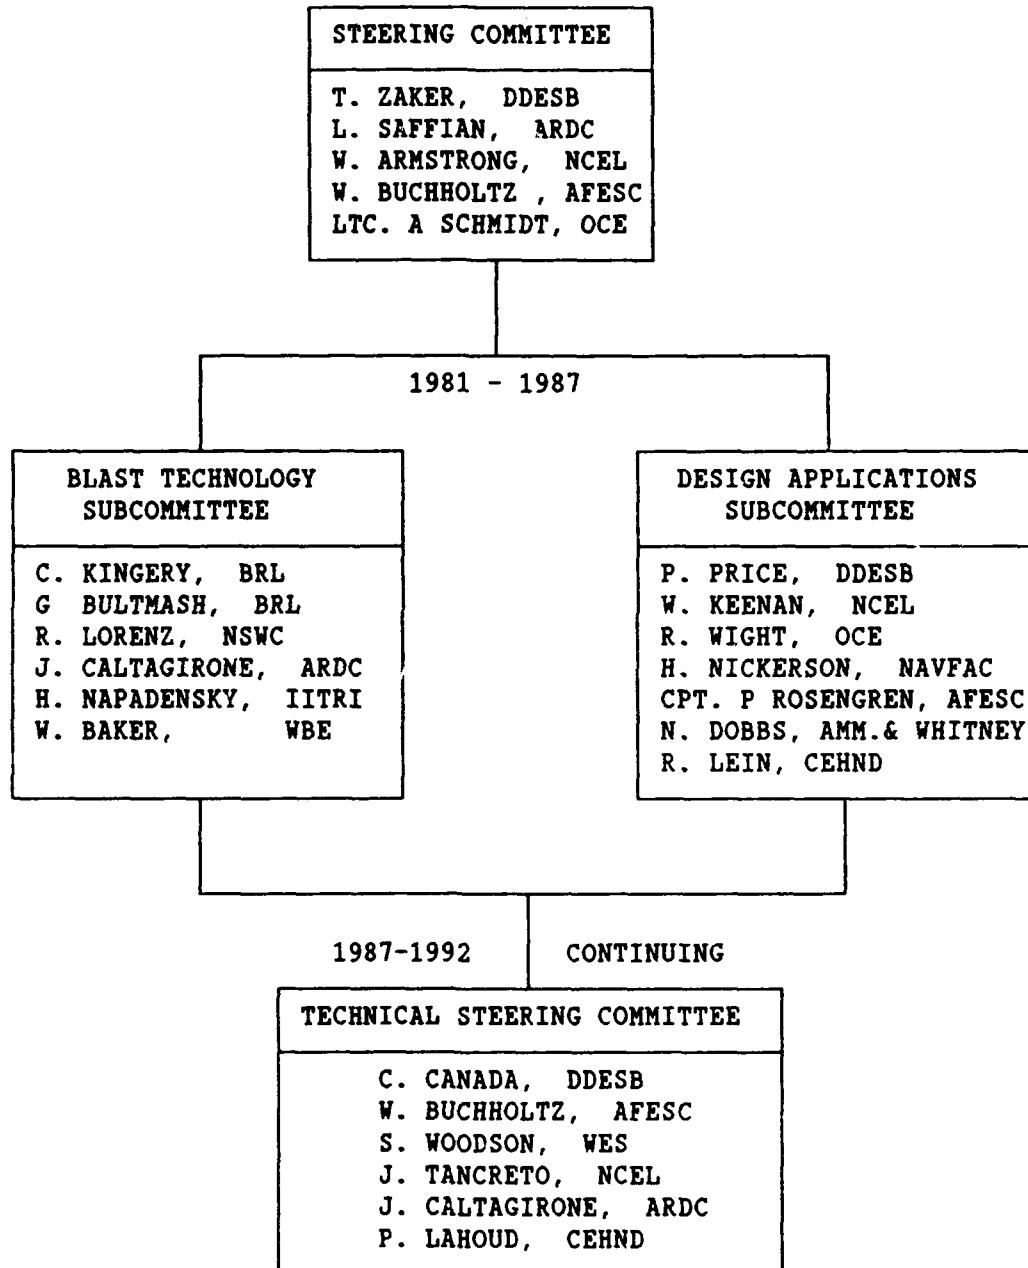 STEERING COMMITTEE
T. ZAKER, DDESB
L. SAFFIAN, ARDC
W. ARMSTRONG, NCEL
W. BUCHHOLTZ , AFESC
LTC. A SCHMIDT, OCE
1981 - 1987
BLAST TECHNOLOGY
SUBCOMMITTEE
C. KINGERY, BRL
G BULTMASH, BRL
R. LORENZ, NSWC
J. CALTAGIRONE, ARDC
H. NAPADENSKY, IITRI
W. BAKER, WBE
DESIGN APPLICATIONS
SUBCOMMITTEE
P. PRICE, DDESB
W. KEENAN, NCEL
R. WIGHT, OCE
H. NICKERSON, NAVFAC
CPT. P ROSENGREN, AFESC
N. DOBBS, AMM.& WHITNEY
R. LEIN, CEHND
1987-1992 CONTINUING
TECHNICAL STEERING COMMITTEE
C. CANADA, DDESB
W. BUCHHOLTZ, AFESC
S. WOODSON, WES
J. TANCRETO, NCEL
J. CALTAGIRONE, ARDC
P. LAHOUD, CEHND